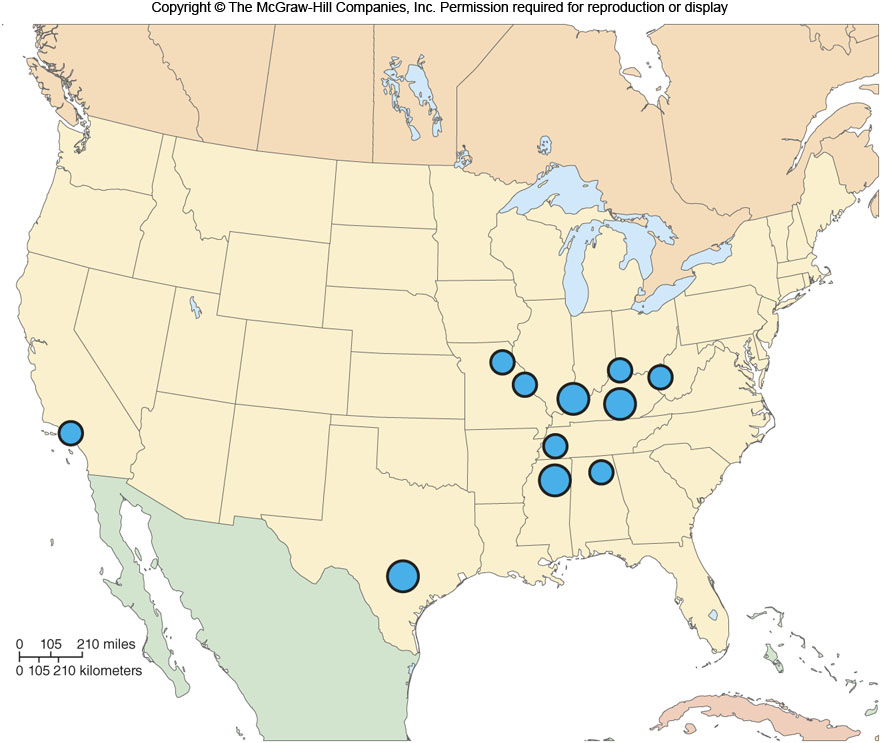 Copyright © The McGraw-Hill Companies, Inc. Permission required for reproduction or display
0 105 210 miles
0 105 210 kilometers